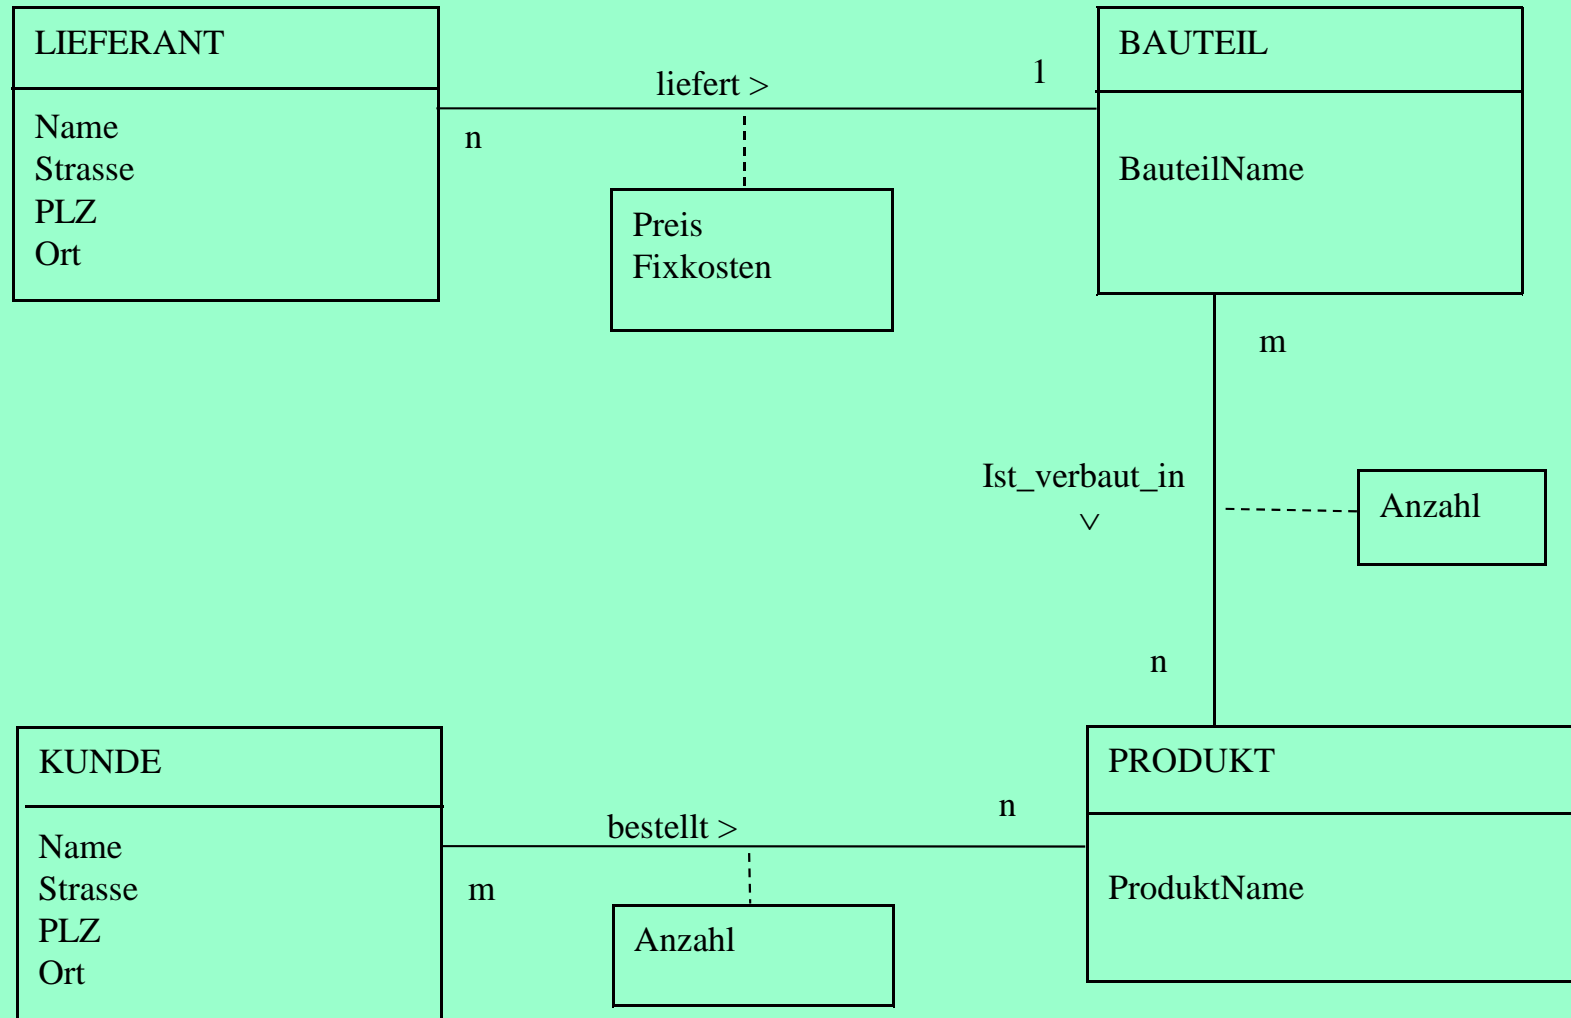 LIEFERANT
Name
Strasse
PLZ
Ort
liefert >
n
1
Preis
Fixkosten
BAUTEIL
BauteilName
m
Ist_verbaut_in
Anzahl
n
KUNDE
Name
Strasse
PLZ
Ort
bestellt >
m
n
Anzahl
PRODUKT
ProduktName